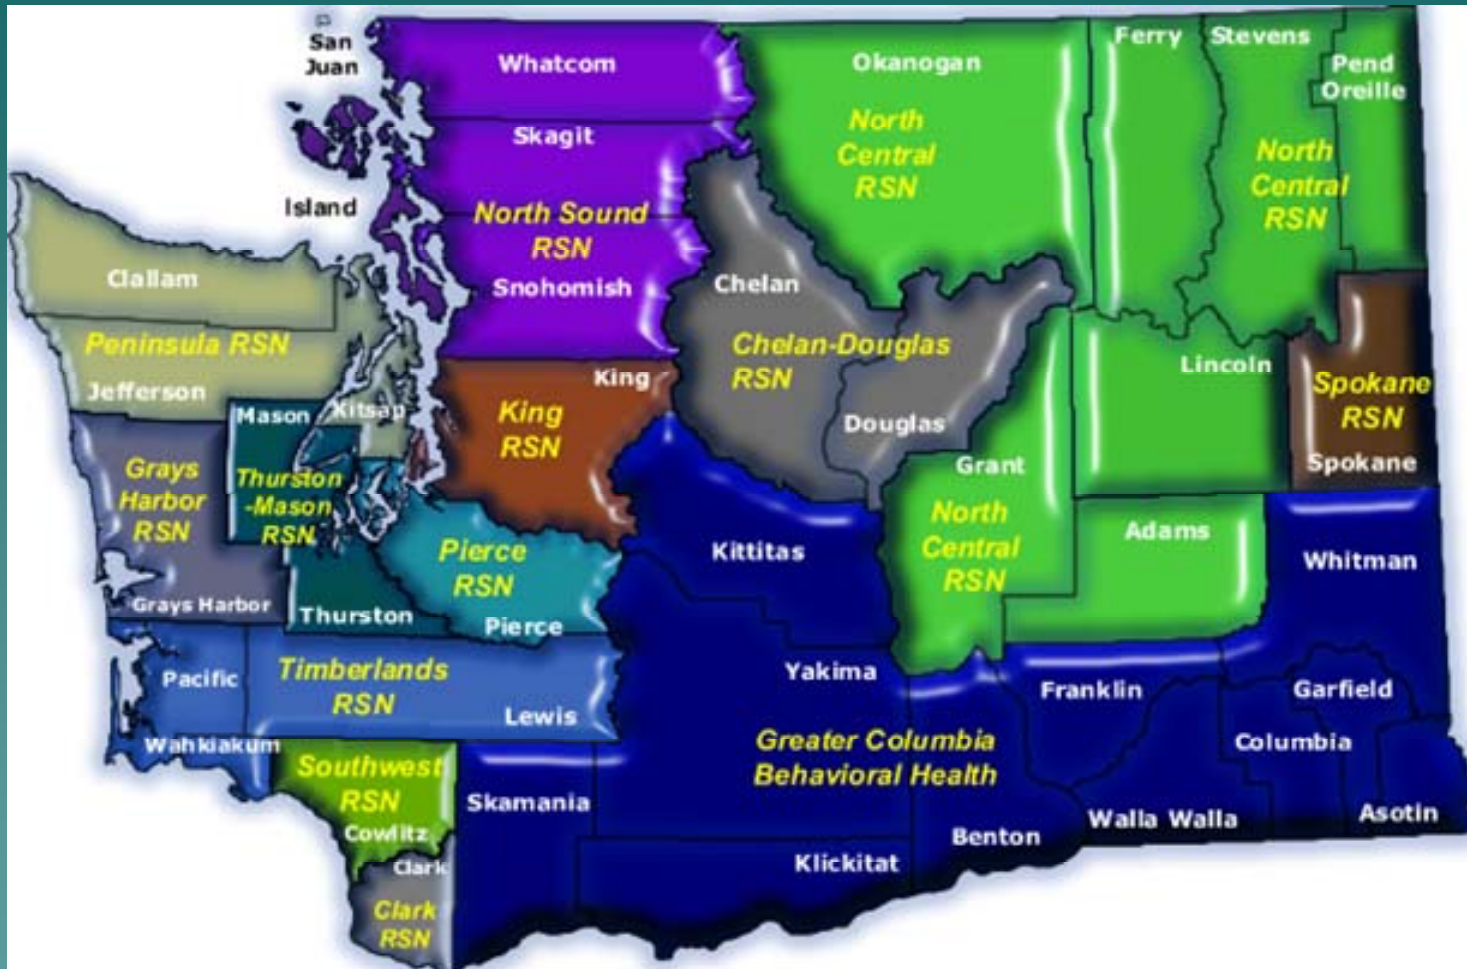 San
Juan
Whatcom
Okanogan
Ferry
Stevens
Pend
Oreille
Skagit
North
Central
RSN
North
Central
RSN
Island
North Sound
RSN
Clallam
Snohomish
Chelan
Peninsula RSN
Chelan-Douglas
RSN
Jefferson
King
Lincoln
Spokane
RSN
Mason
Kitsap
King
RSN
Douglas
Grays
Harbor
RSN
Thurston
-Mason
RSN
Grant
Spokane
North
Central
RSN
Adams
Pierce
RSN
Kittitas
Whitman
Grays Harbor
Thurston
Pierce
Pacific
Timberlands
RSN
Yakima
Franklin
Garfield
Lewis
Wahkiakum
Greater Columbia
Behavioral Health
Columbia
Southwest
RSN
Skamania
Cowlitz
Benton
Walla Walla
Asotin
Clark
Klickitat
Clark
RSN